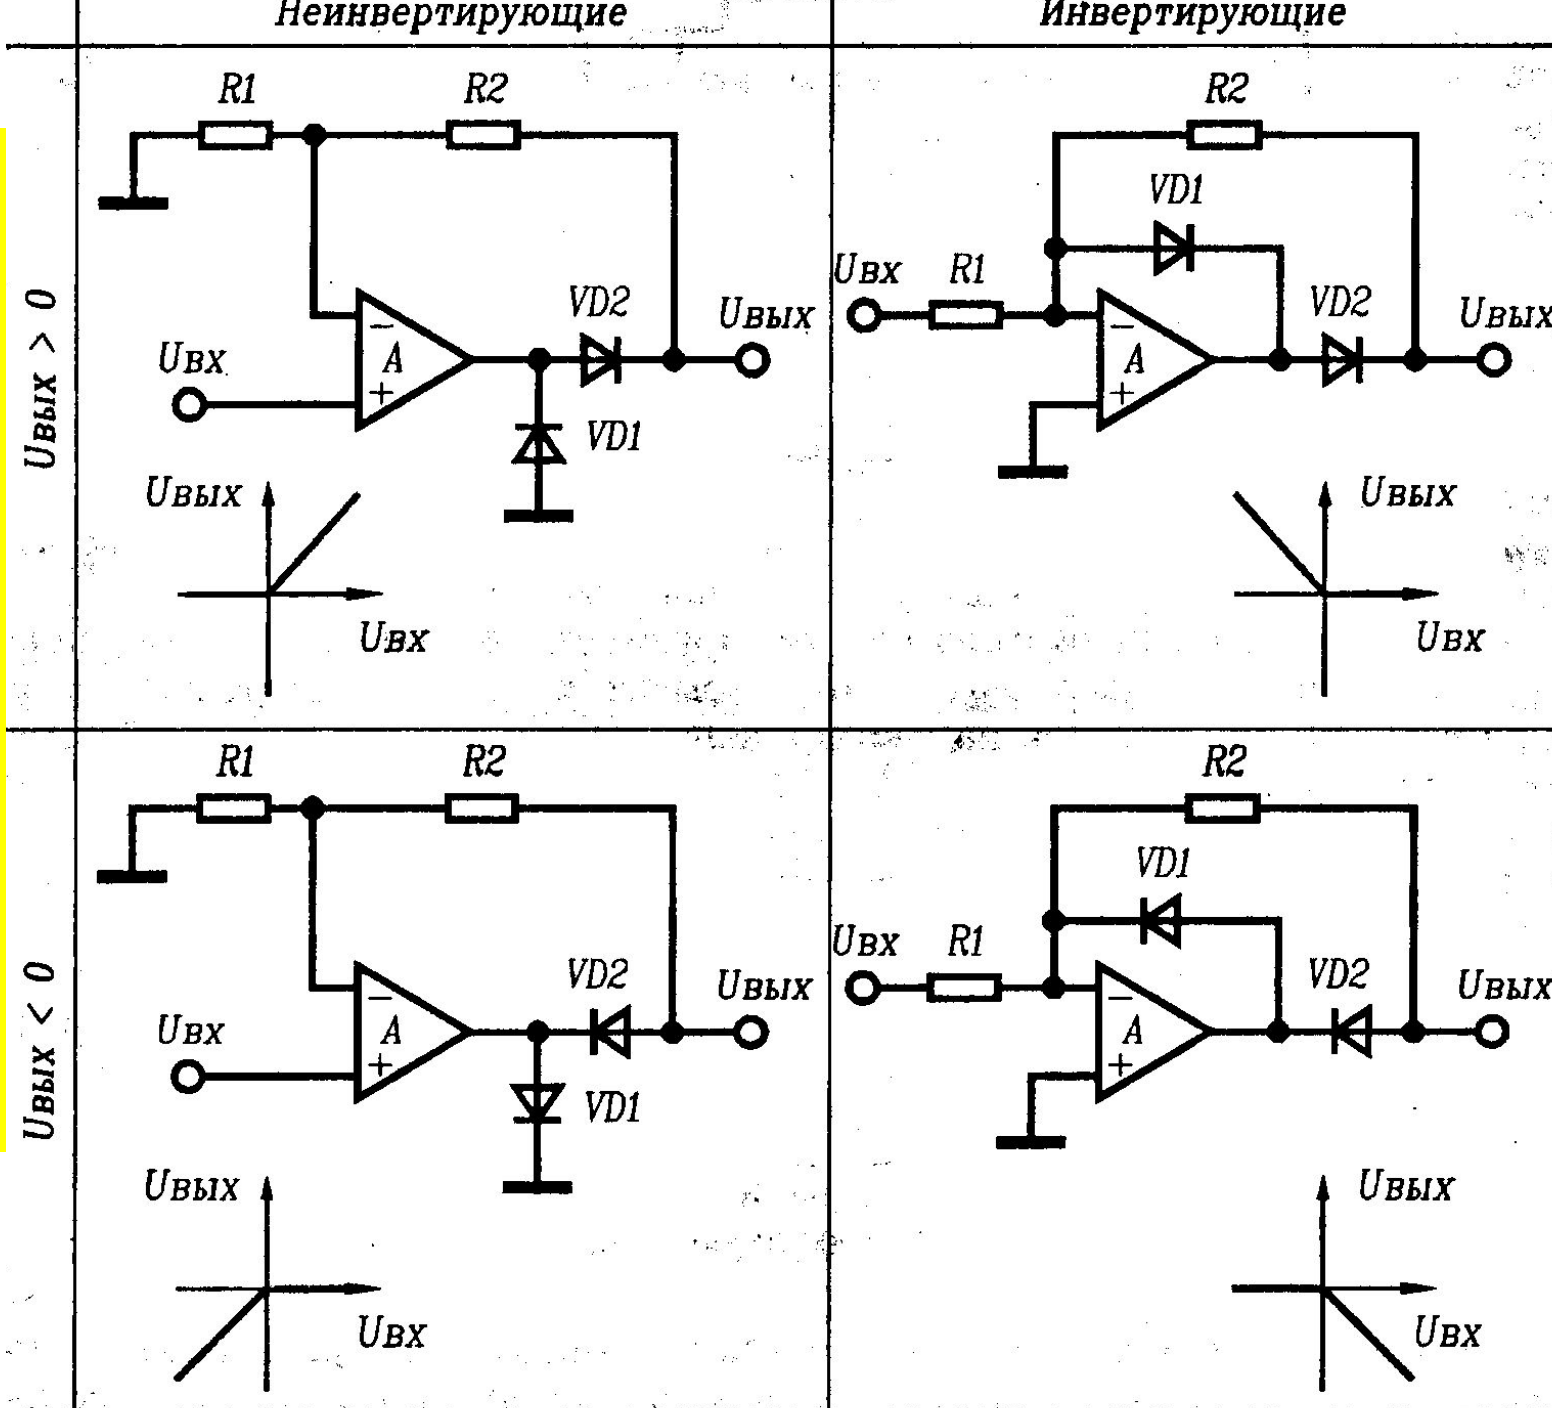 Неинвертирующие
Инвертирующие
Uвых > 0
R1
R2
Uвх
−
A
+
VD2
VD1
Uвых
Uвых
Uвх
R2
VD1
Uвх
R1
−
A
+
VD2
Uвых
Uвых
Uвх
Uвых < 0
R1
R2
Uвх
−
A
+
VD2
VD1
Uвых
Uвых
Uвх
R2
VD1
Uвх
R1
−
A
+
VD2
Uвых
Uвых
Uвх